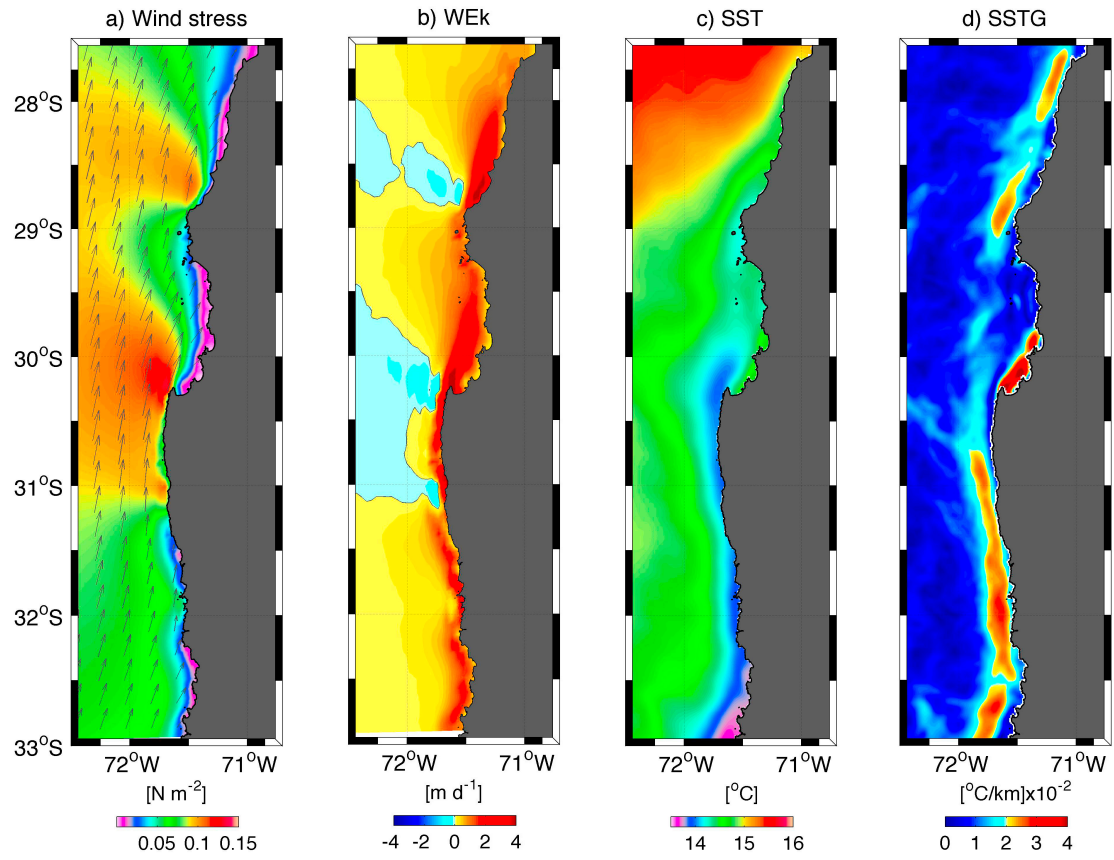 a) Wind stress b) WEk c) SST d) SSTG
28°S
29°S
30°S
31°S
32°S
33°S
72°W 71°W 72°W 71°W 72°W 71°W 72°W 71°W
[N m⁻²] [m d⁻¹] [°C] [°C/km]x10⁻²
0.05 0.1 0.15 -4 -2 0 2 4 14 15 16 0 1 2 3 4